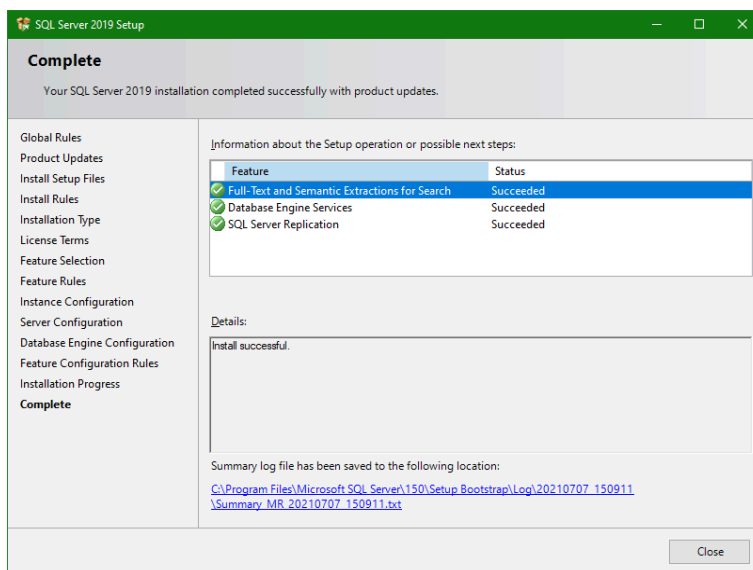 SQL Server 2019 Setup
Complete
Your SQL Server 2019 installation completed successfully with product updates.
Global Rules
Product Updates
Install Setup Files
Install Rules
Installation Type
License Terms
Feature Selection
Feature Rules
Instance Configuration
Server Configuration
Database Engine Configuration
Feature Configuration Rules
Installation Progress
Complete
Information about the Setup operation or possible next steps:
Feature Status
Full-Text and Semantic Extractions for Search Succeeded
Database Engine Services Succeeded
SQL Server Replication Succeeded
Details:
Install successful.
Summary log file has been saved to the following location:
C:\Program Files\Microsoft SQL Server\150\Setup Bootstrap\Log\20210707_150911
\Summary_MR_20210707_150911.txt
Close